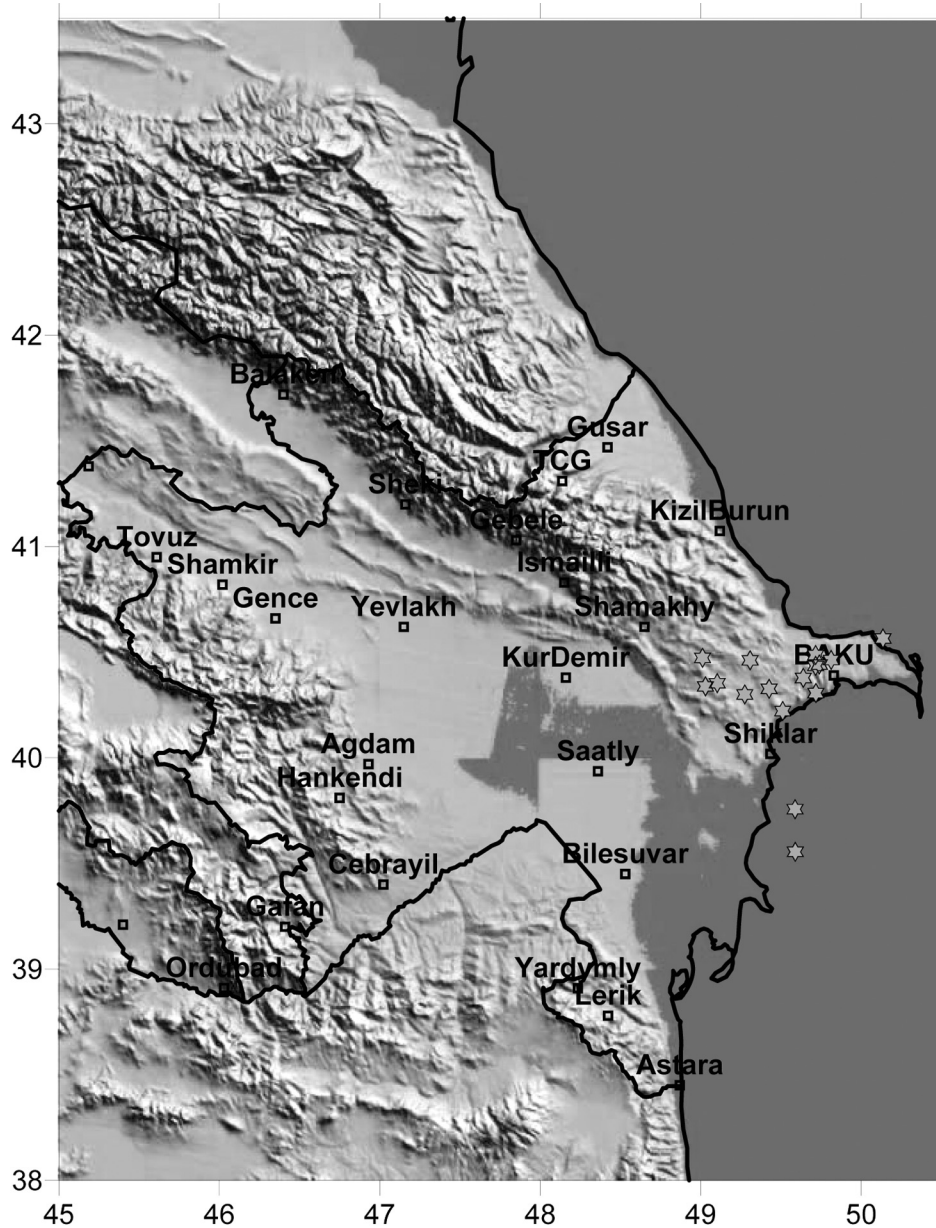 43
42
Balaken
Gusar
TCG
Sheki
KizilBurun
Gebele
41
Tovuz
Ismailli
Shamkir
Gence
Yevlakh
Shamakhy
KurDemir
BAKU
Shiklar
Agdam
Saatly
40
Hankendi
Bilesuvar
Cebrayil
Gafan
39
Ordubad
Yardymly
Lerik
Astara
38
45
46
47
48
49
50